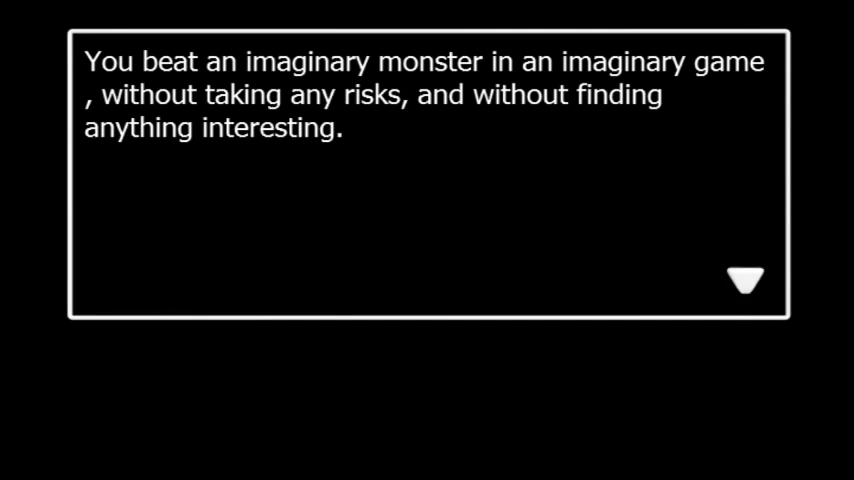 You beat an imaginary monster in an imaginary game
, without taking any risks, and without finding
anything interesting.